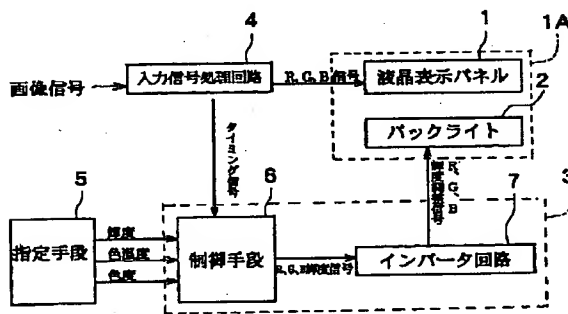 4
1
1A
画像信号
入力信号処理回路
R,G,B信号
液晶表示パネル
2
バックライト
タイミング信号
R、G、B
3
5
6
7
指定手段
輝度
色温度
色度
制御手段
R,G,B輝度信号
インバータ回路